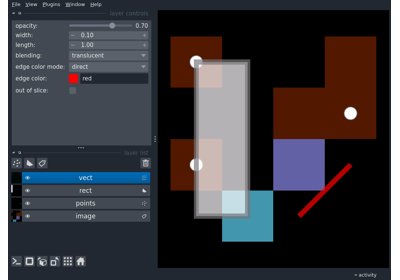 File View Plugins Window Help
layer controls
opacity: 0.70
width: 0.10
length: 1.00
blending: translucent
edge color mode: direct
edge color: red
out of slice:
layer list
vect
rect
points
image
activity